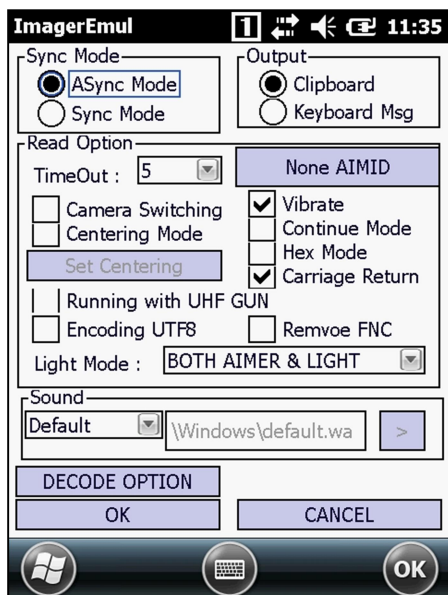 ImagerEmul 1 11:35
Sync Mode
ASync Mode
Sync Mode
Output
Clipboard
Keyboard Msg
Read Option
TimeOut : 5
None AIMID
Camera Switching
Centering Mode
Set Centering
Vibrate
Continue Mode
Hex Mode
Carriage Return
Running with UHF GUN
Encoding UTF8
Remvoe FNC
Light Mode : BOTH AIMER & LIGHT
Sound
Default \Windows\default.wa >
DECODE OPTION
OK CANCEL
OK